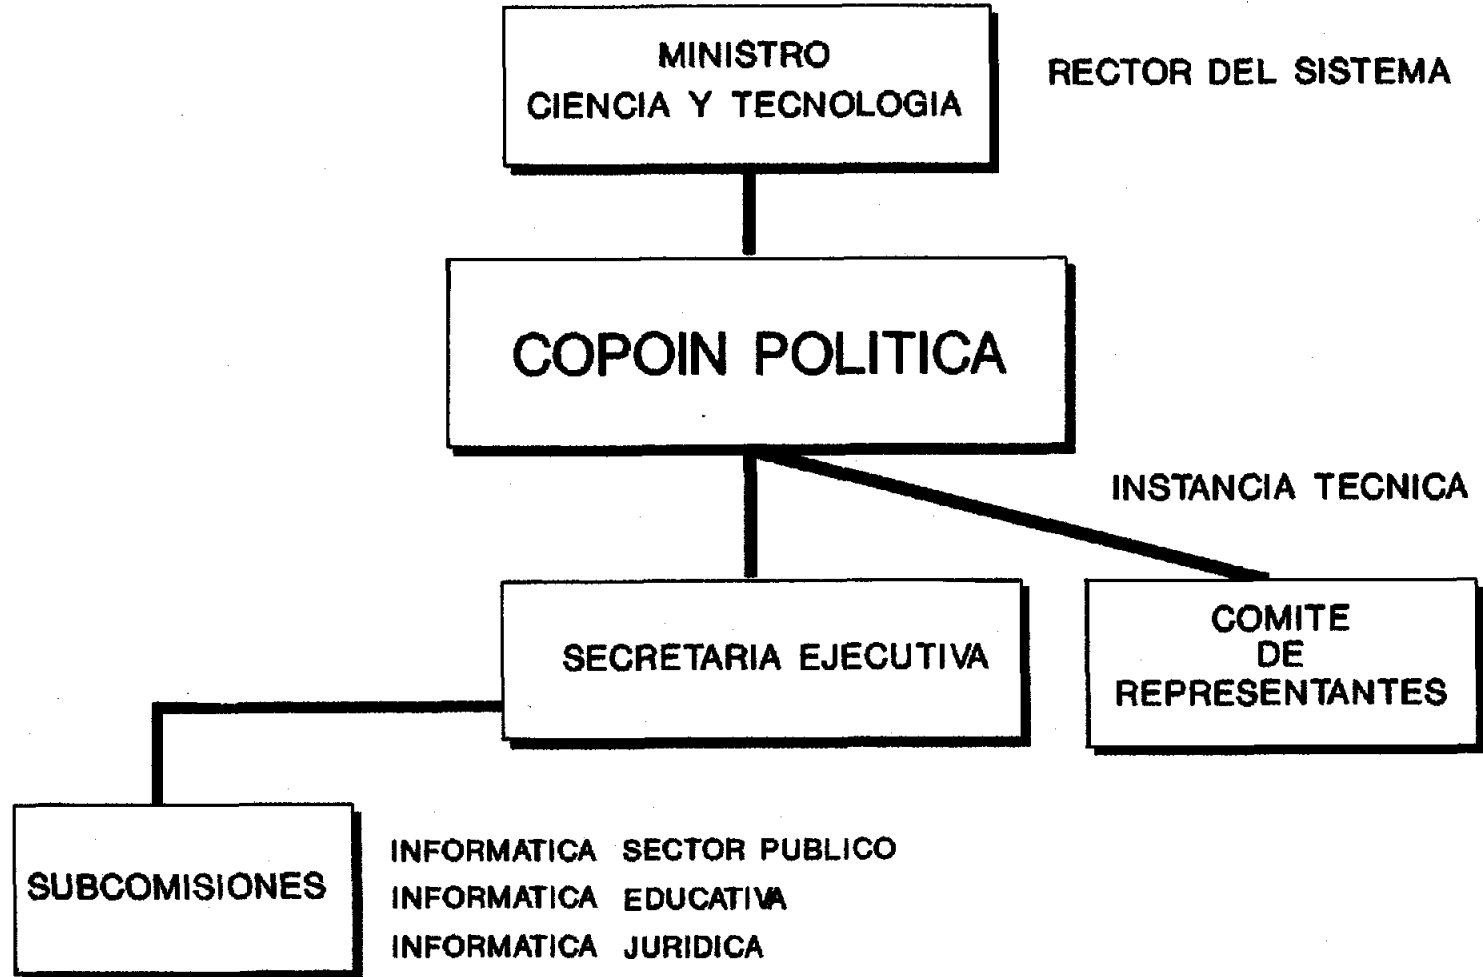 MINISTRO
CIENCIA Y TECNOLOGIA
RECTOR DEL SISTEMA
COPOIN POLITICA
INSTANCIA TECNICA
SECRETARIA EJECUTIVA
COMITE
DE
REPRESENTANTES
SUBCOMISIONES
INFORMATICA SECTOR PUBLICO
INFORMATICA EDUCATIVA
INFORMATICA JURIDICA